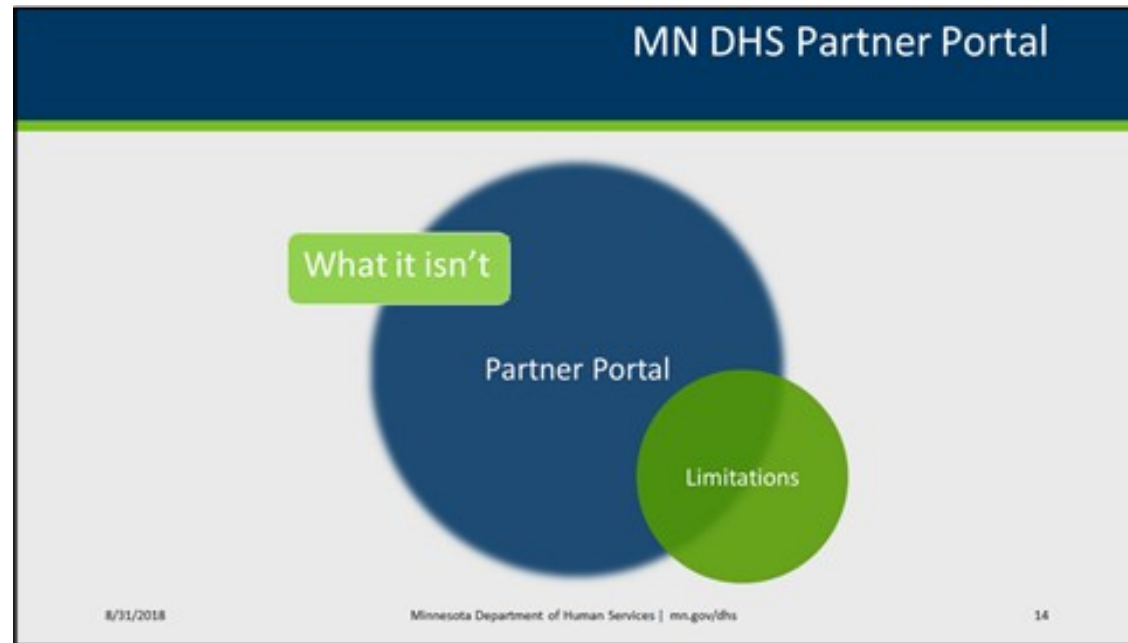 MN DHS Partner Portal
What it isn’t
Partner Portal
Limitations
8/31/2018
Minnesota Department of Human Services | mn.gov/dhs
14